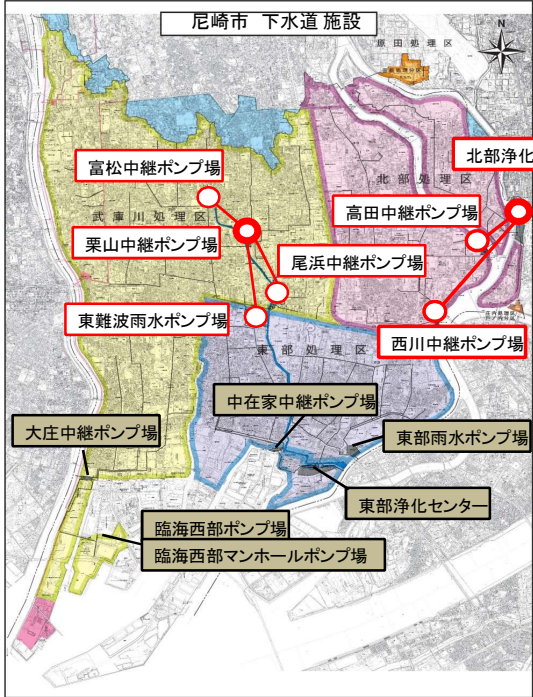 尼崎市 下水道 施設
N
原田処理区
富松中継ポンプ場
北部浄化
北部処理区
武庫川処理区
高田中継ポンプ場
栗山中継ポンプ場
尾浜中継ポンプ場
東難波雨水ポンプ場
西川中継ポンプ場
東部処理区
中在家中継ポンプ場
大庄中継ポンプ場
東部雨水ポンプ場
東部浄化センター
臨海西部ポンプ場
臨海西部マンホールポンプ場